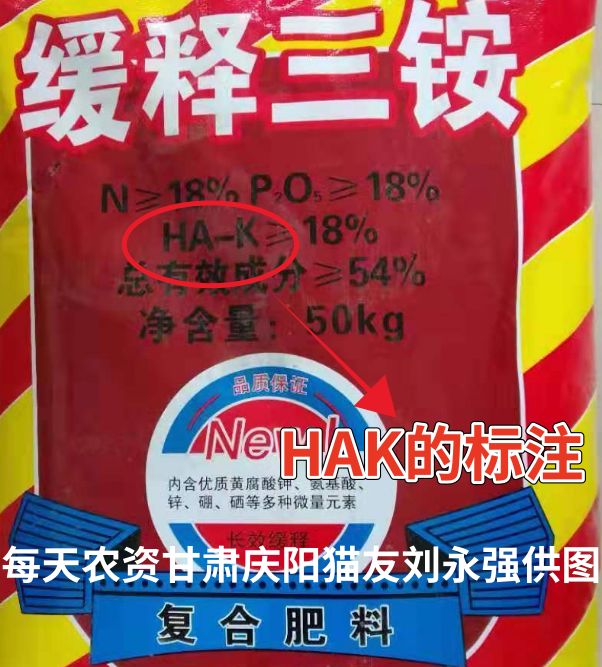 缓释三铵
N≥18% P₂O₅≥18%
HA-K≥18%
总有效成分≥54%
净含量：50kg
品质保证
New
HAK的标注
内含优质黄腐酸钾、氨基酸、
锌、硼、硒等多种微量元素
长效缓释
每天农资甘肃庆阳猫友刘永强供图
复合肥料